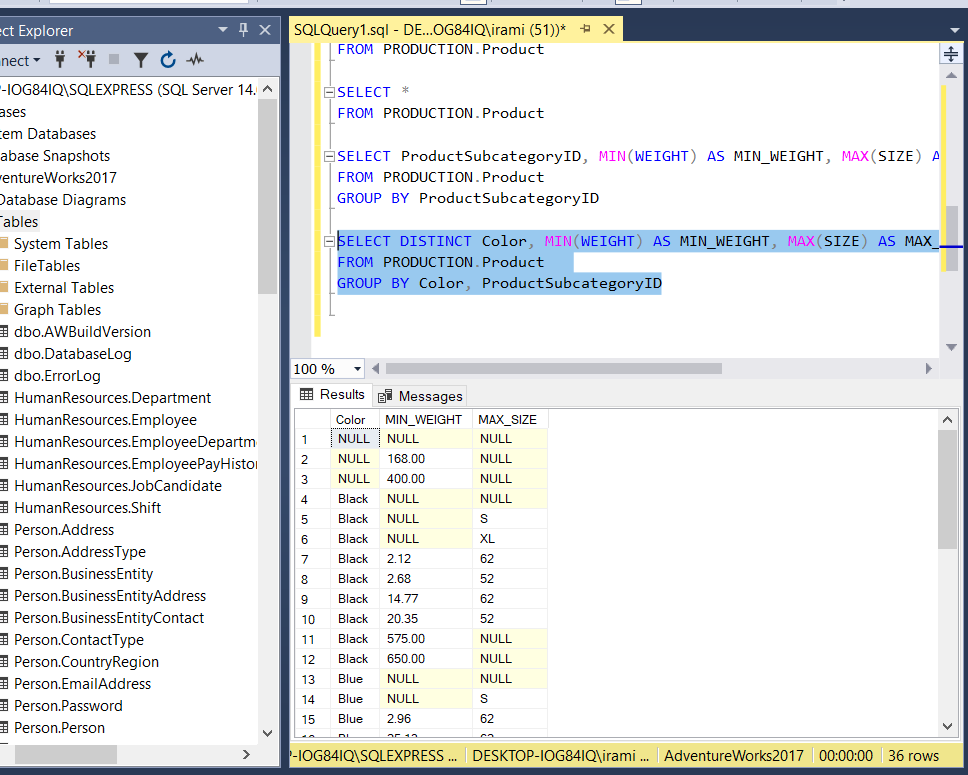 ect Explorer
nnect
P-IOG84IQ\SQLEXPRESS (SQL Server 14.
ases
tem Databases
abase Snapshots
ventureWorks2017
Database Diagrams
Tables
System Tables
FileTables
External Tables
Graph Tables
dbo.AWBuildVersion
dbo.DatabaseLog
dbo.ErrorLog
HumanResources.Department
HumanResources.Employee
HumanResources.EmployeeDepartm
HumanResources.EmployeePayHistor
HumanResources.JobCandidate
HumanResources.Shift
Person.Address
Person.AddressType
Person.BusinessEntity
Person.BusinessEntityAddress
Person.BusinessEntityContact
Person.ContactType
Person.CountryRegion
Person.EmailAddress
Person.Password
Person.Person
SQLQuery1.sql - DE...OG84IQ\irami (51))*
FROM PRODUCTION.Product
SELECT *
FROM PRODUCTION.Product
SELECT ProductSubcategoryID, MIN(WEIGHT) AS MIN_WEIGHT, MAX(SIZE) A
FROM PRODUCTION.Product
GROUP BY ProductSubcategoryID
SELECT DISTINCT Color, MIN(WEIGHT) AS MIN_WEIGHT, MAX(SIZE) AS MAX_
FROM PRODUCTION.Product
GROUP BY Color, ProductSubcategoryID
100 %
Results Messages
Color MIN_WEIGHT MAX_SIZE
1 NULL NULL NULL
2 NULL 168.00 NULL
3 NULL 400.00 NULL
4 Black NULL NULL
5 Black NULL S
6 Black NULL XL
7 Black 2.12 62
8 Black 2.68 52
9 Black 14.77 62
10 Black 20.35 52
11 Black 575.00 NULL
12 Black 650.00 NULL
13 Blue NULL NULL
14 Blue NULL S
15 Blue 2.96 62
P-IOG84IQ\SQLEXPRESS ... DESKTOP-IOG84IQ\irami ... AdventureWorks2017 00:00:00 36 rows